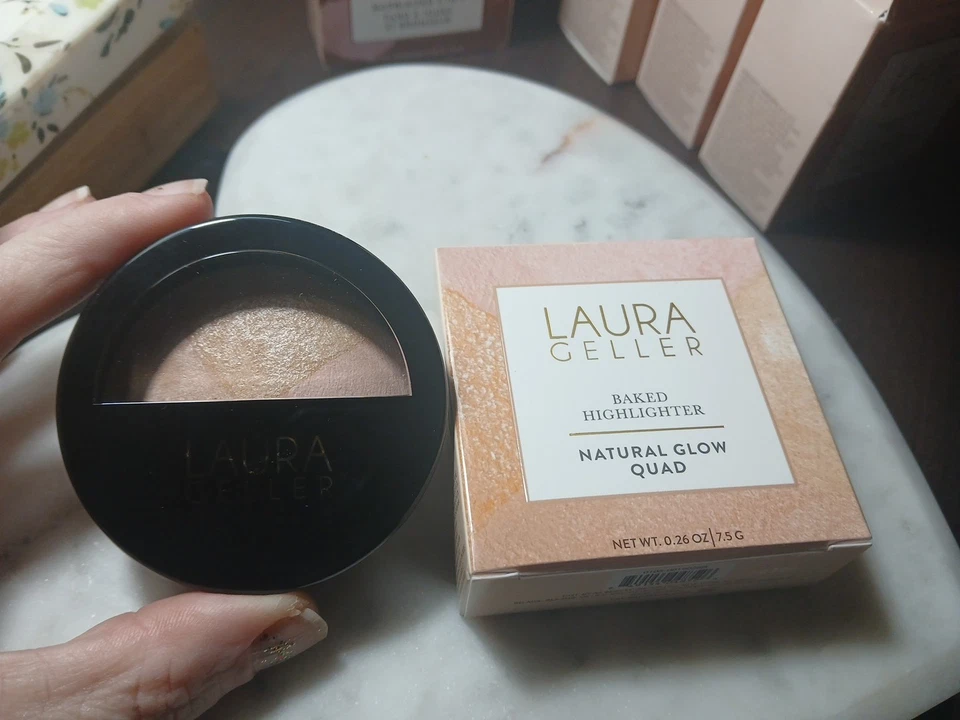 LAURA
GELLER
LAURA
GELLER
BAKED
HIGHLIGHTER
NATURAL GLOW
QUAD
NET WT. 0.26 OZ|7.5 G